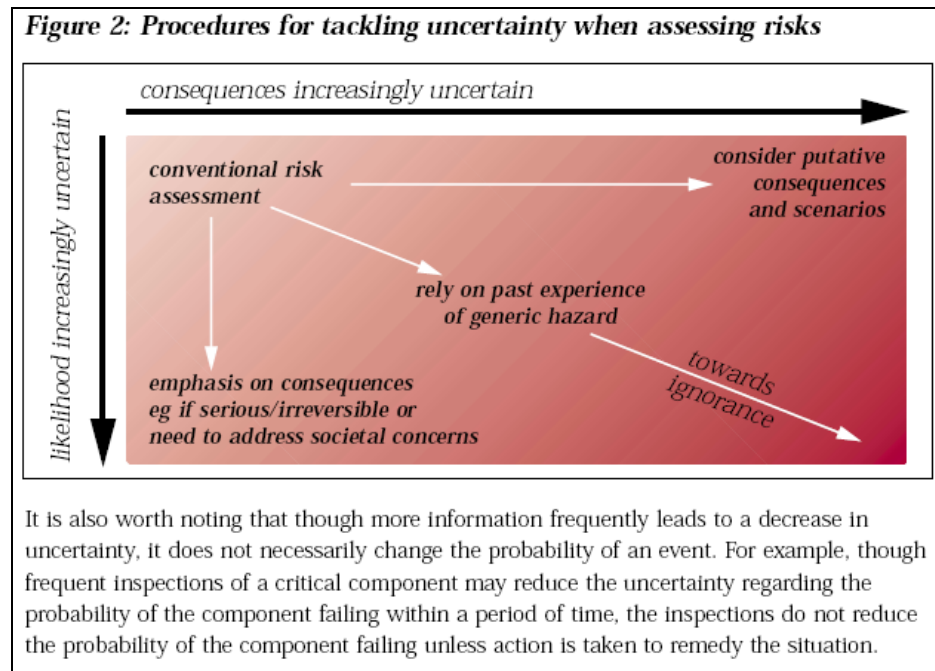 Figure 2: Procedures for tackling uncertainty when assessing risks
consequences increasingly uncertain
likelihood increasingly uncertain
conventional risk
assessment
consider putative
consequences
and scenarios
rely on past experience
of generic hazard
towards
ignorance
emphasis on consequences
eg if serious/irreversible or
need to address societal concerns
It is also worth noting that though more information frequently leads to a decrease in
uncertainty, it does not necessarily change the probability of an event. For example, though
frequent inspections of a critical component may reduce the uncertainty regarding the
probability of the component failing within a period of time, the inspections do not reduce
the probability of the component failing unless action is taken to remedy the situation.